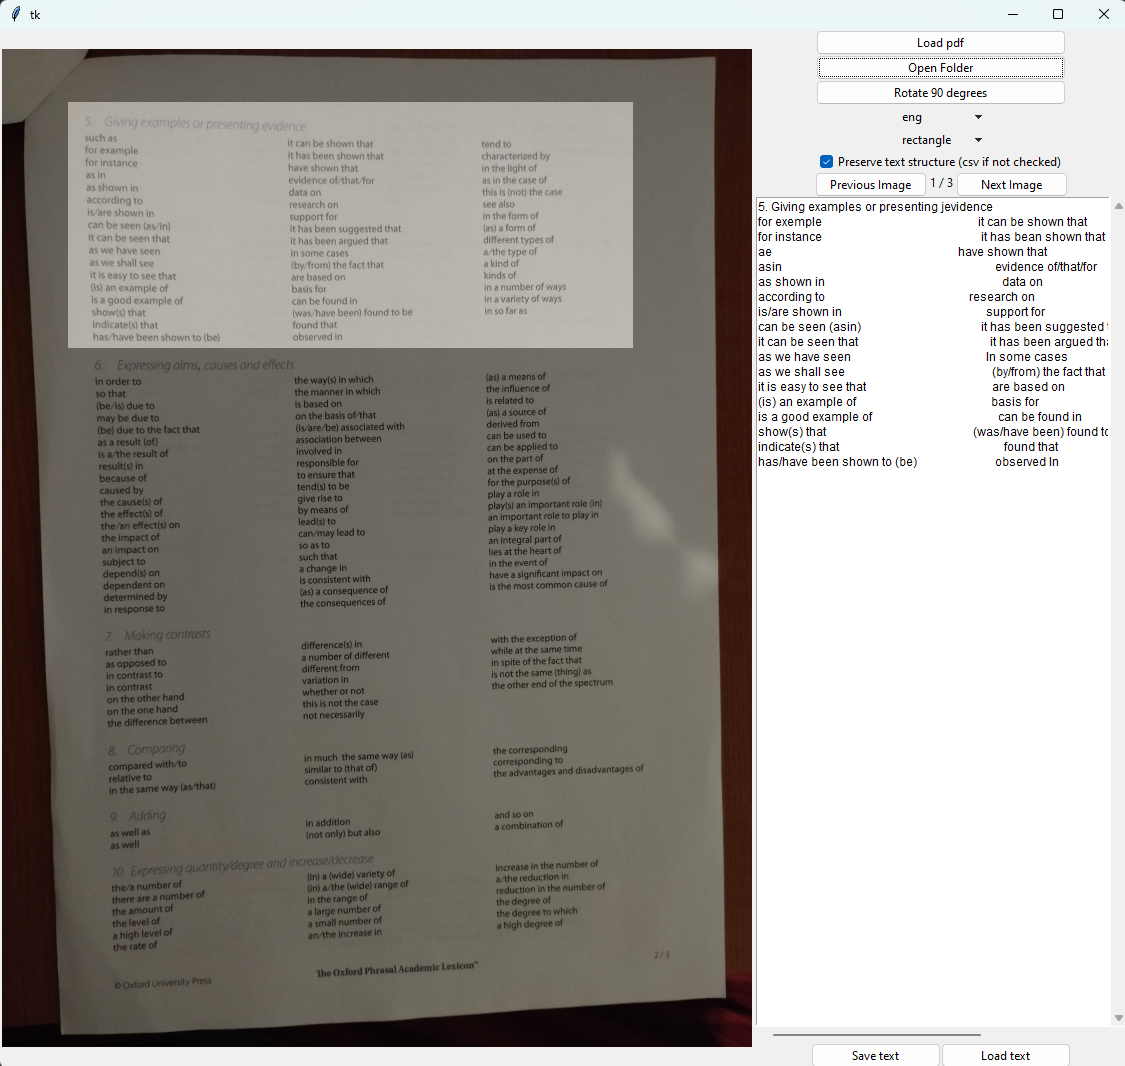 tk
5. Giving examples or presenting evidence
such as
for example
for instance
as in
as shown in
according to
is/are shown in
can be seen (as/in)
it can be seen that
as we have seen
as we shall see
it is easy to see that
(is) an example of
is a good example of
show(s) that
indicate(s) that
has/have been shown to (be)
it can be shown that
it has been shown that
have shown that
evidence of/that/for
data on
research on
support for
it has been suggested that
it has been argued that
in some cases
(by/from) the fact that
are based on
basis for
can be found in
(was/have been) found to be
found that
observed in
tend to
characterized by
in the light of
as in the case of
this is (not) the case
see also
in the form of
(as) a form of
different types of
a/the type of
a kind of
kinds of
in a number of ways
in a variety of ways
in so far as
6. Expressing aims, causes and effects
in order to
so that
(be/is) due to
may be due to
(be) due to the fact that
as a result (of)
is a/the result of
result(s) in
because of
caused by
the cause(s) of
the effect(s) of
the/an effect(s) on
the impact of
an impact on
subject to
depend(s) on
dependent on
determined by
in response to
the way(s) in which
the manner in which
is based on
on the basis of/that
(is/are/be) associated with
association between
involved in
responsible for
to ensure that
tend(s) to be
give rise to
by means of
lead(s) to
can/may lead to
so as to
such that
a change in
is consistent with
(as) a consequence of
the consequences of
(as) a means of
the influence of
is related to
(as) a source of
derived from
can be used to
can be applied to
on the part of
at the expense of
for the purpose(s) of
play a role in
play(s) an important role (in)
an important role to play in
play a key role in
an integral part of
lies at the heart of
in the event of
have a significant impact on
is the most common cause of
7. Making contrasts
rather than
as opposed to
in contrast to
in contrast
on the other hand
on the one hand
the difference between
difference(s) in
a number of different
different from
variation in
whether or not
this is not the case
not necessarily
with the exception of
while at the same time
in spite of the fact that
is not the same (thing) as
the other end of the spectrum
8. Comparing
compared with/to
relative to
in the same way (as/that)
in much the same way (as)
similar to (that of)
consistent with
the corresponding
corresponding to
the advantages and disadvantages of
9. Adding
as well as
as well
in addition
(not only) but also
and so on
a combination of
10. Expressing quantity/degree and increase/decrease
the/a number of
there are a number of
the amount of
the level of
a high level of
the rate of
(in) a (wide) variety of
(in) a/the (wide) range of
in the range of
a large number of
a small number of
an/the increase in
increase in the number of
a/the reduction in
reduction in the number of
the degree of
the degree to which
a high degree of
2 / 3
© Oxford University Press
The Oxford Phrasal Academic Lexicon™
Load pdf
Open Folder
Rotate 90 degrees
eng
rectangle
Preserve text structure (csv if not checked)
Previous Image 1 / 3 Next Image
5. Giving examples or presenting jevidence
for exemple it can be shown that
for instance it has bean shown that
ae have shown that
asin evidence of/that/for
as shown in data on
according to research on
is/are shown in support for
can be seen (asin) it has been suggested
it can be seen that it has been argued tha
as we have seen In some cases
as we shall see (by/from) the fact that
it is easy to see that are based on
(is) an example of basis for
is a good example of can be found in
show(s) that (was/have been) found to
indicate(s) that found that
has/have been shown to (be) observed In
Save text Load text